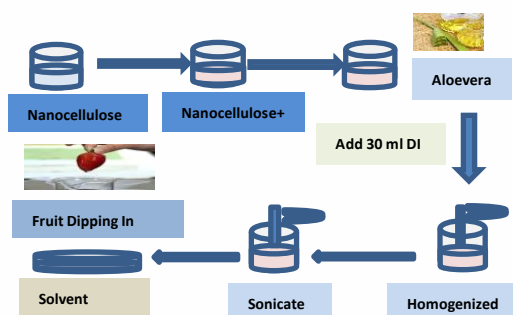 Nanocellulose
Nanocellulose+
Aloevera
Add 30 ml DI
Homogenized
Sonicate
Solvent
Fruit Dipping In